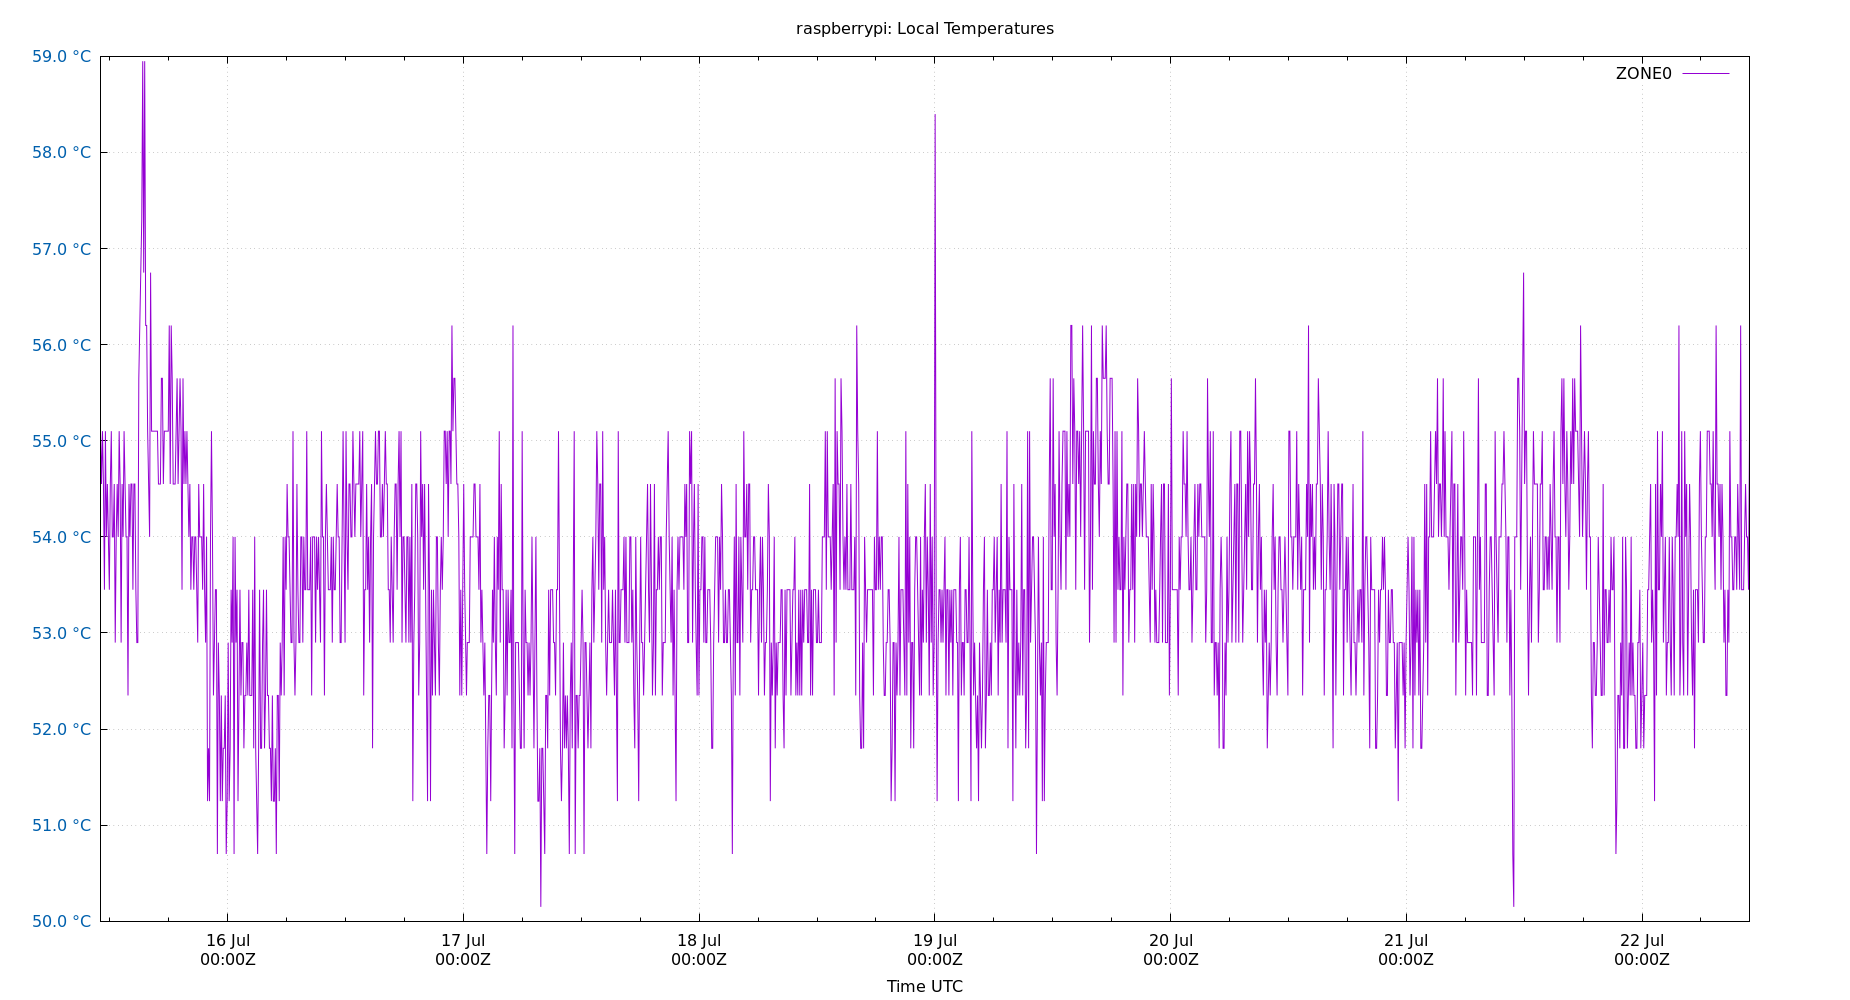 raspberrypi: Local Temperatures
ZONE0
59.0 °C
58.0 °C
57.0 °C
56.0 °C
55.0 °C
54.0 °C
53.0 °C
52.0 °C
51.0 °C
50.0 °C
16 Jul 17 Jul 18 Jul 19 Jul 20 Jul 21 Jul 22 Jul
00:00Z 00:00Z 00:00Z 00:00Z 00:00Z 00:00Z 00:00Z
Time UTC